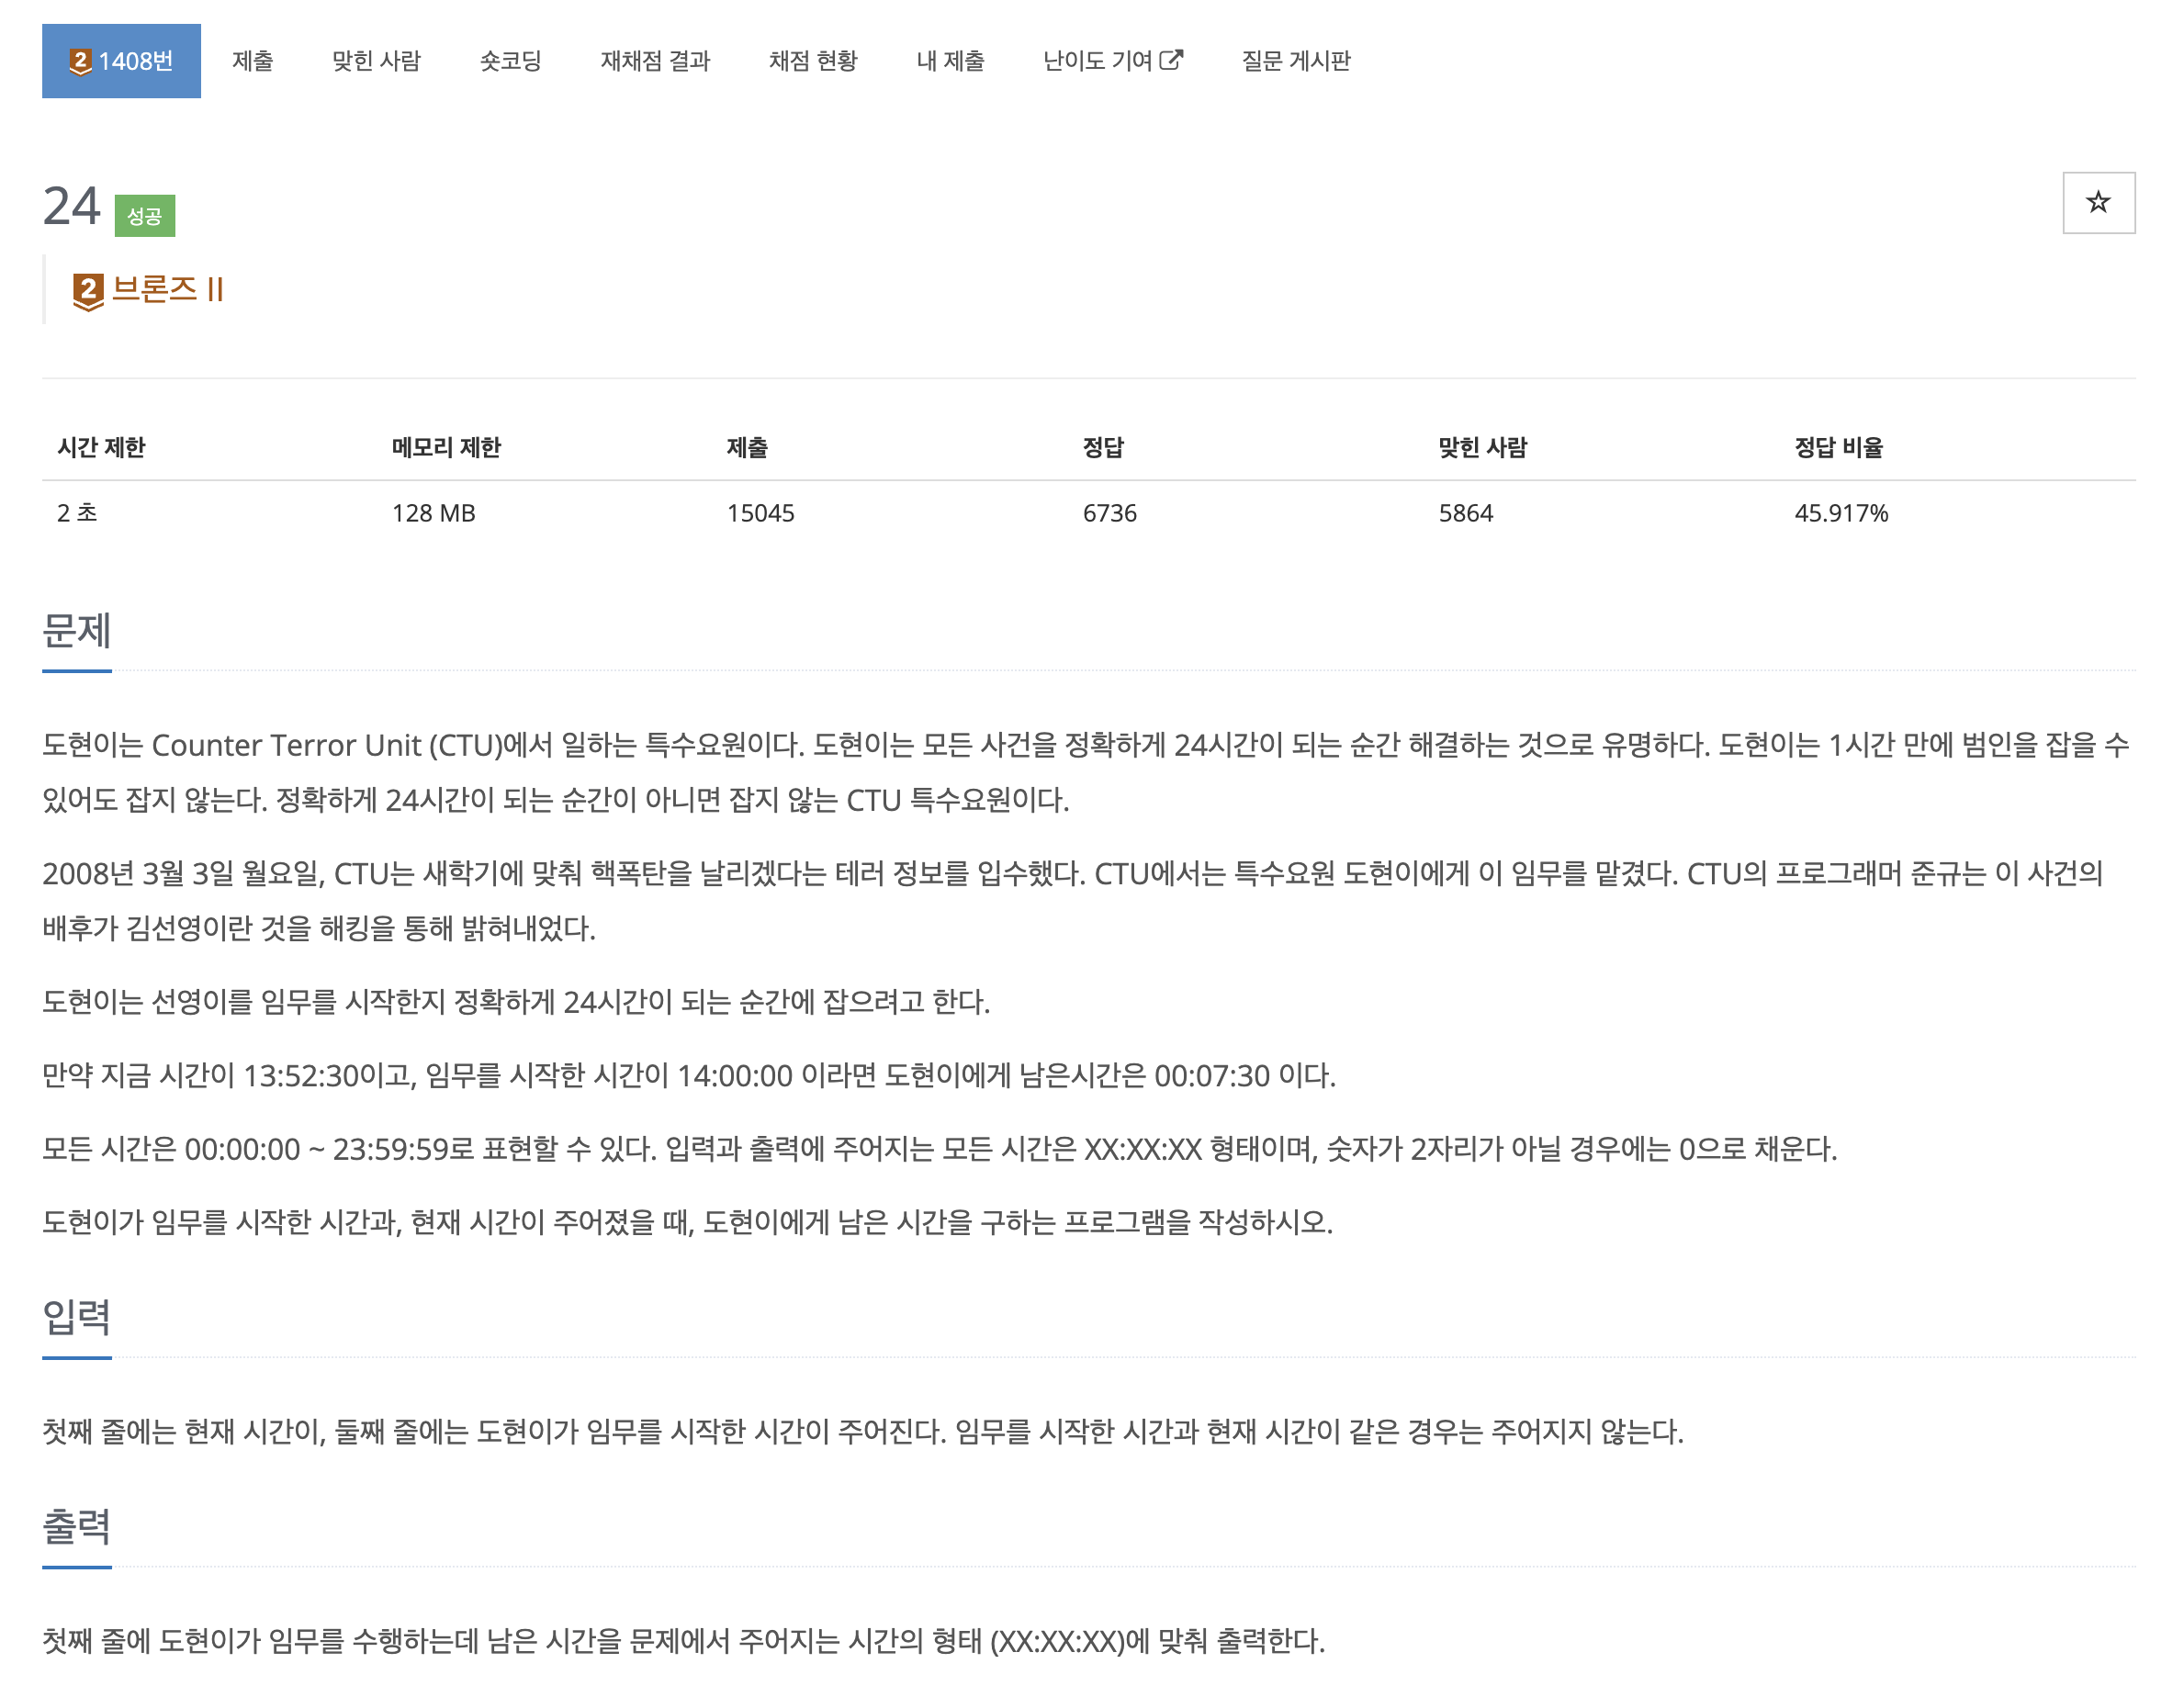 2 1408번 제출 맞힌 사람 숏코딩 재채점 결과 채점 현황 내 제출 난이도 기여 질문 게시판
24 성공
2 브론즈 II
시간 제한 메모리 제한 제출 정답 맞힌 사람 정답 비율
2 초 128 MB 15045 6736 5864 45.917%
문제
도현이는 Counter Terror Unit (CTU)에서 일하는 특수요원이다. 도현이는 모든 사건을 정확하게 24시간이 되는 순간 해결하는 것으로 유명하다. 도현이는 1시간 만에 범인을 잡을 수
있어도 잡지 않는다. 정확하게 24시간이 되는 순간이 아니면 잡지 않는 CTU 특수요원이다.
2008년 3월 3일 월요일, CTU는 새학기에 맞춰 핵폭탄을 날리겠다는 테러 정보를 입수했다. CTU에서는 특수요원 도현이에게 이 임무를 맡겼다. CTU의 프로그래머 준규는 이 사건의
배후가 김선영이란 것을 해킹을 통해 밝혀내었다.
도현이는 선영이를 임무를 시작한지 정확하게 24시간이 되는 순간에 잡으려고 한다.
만약 지금 시간이 13:52:30이고, 임무를 시작한 시간이 14:00:00 이라면 도현이에게 남은시간은 00:07:30 이다.
모든 시간은 00:00:00 ~ 23:59:59로 표현할 수 있다. 입력과 출력에 주어지는 모든 시간은 XX:XX:XX 형태이며, 숫자가 2자리가 아닐 경우에는 0으로 채운다.
도현이가 임무를 시작한 시간과, 현재 시간이 주어졌을 때, 도현이에게 남은 시간을 구하는 프로그램을 작성하시오.
입력
첫째 줄에는 현재 시간이, 둘째 줄에는 도현이가 임무를 시작한 시간이 주어진다. 임무를 시작한 시간과 현재 시간이 같은 경우는 주어지지 않는다.
출력
첫째 줄에 도현이가 임무를 수행하는데 남은 시간을 문제에서 주어지는 시간의 형태 (XX:XX:XX)에 맞춰 출력한다.